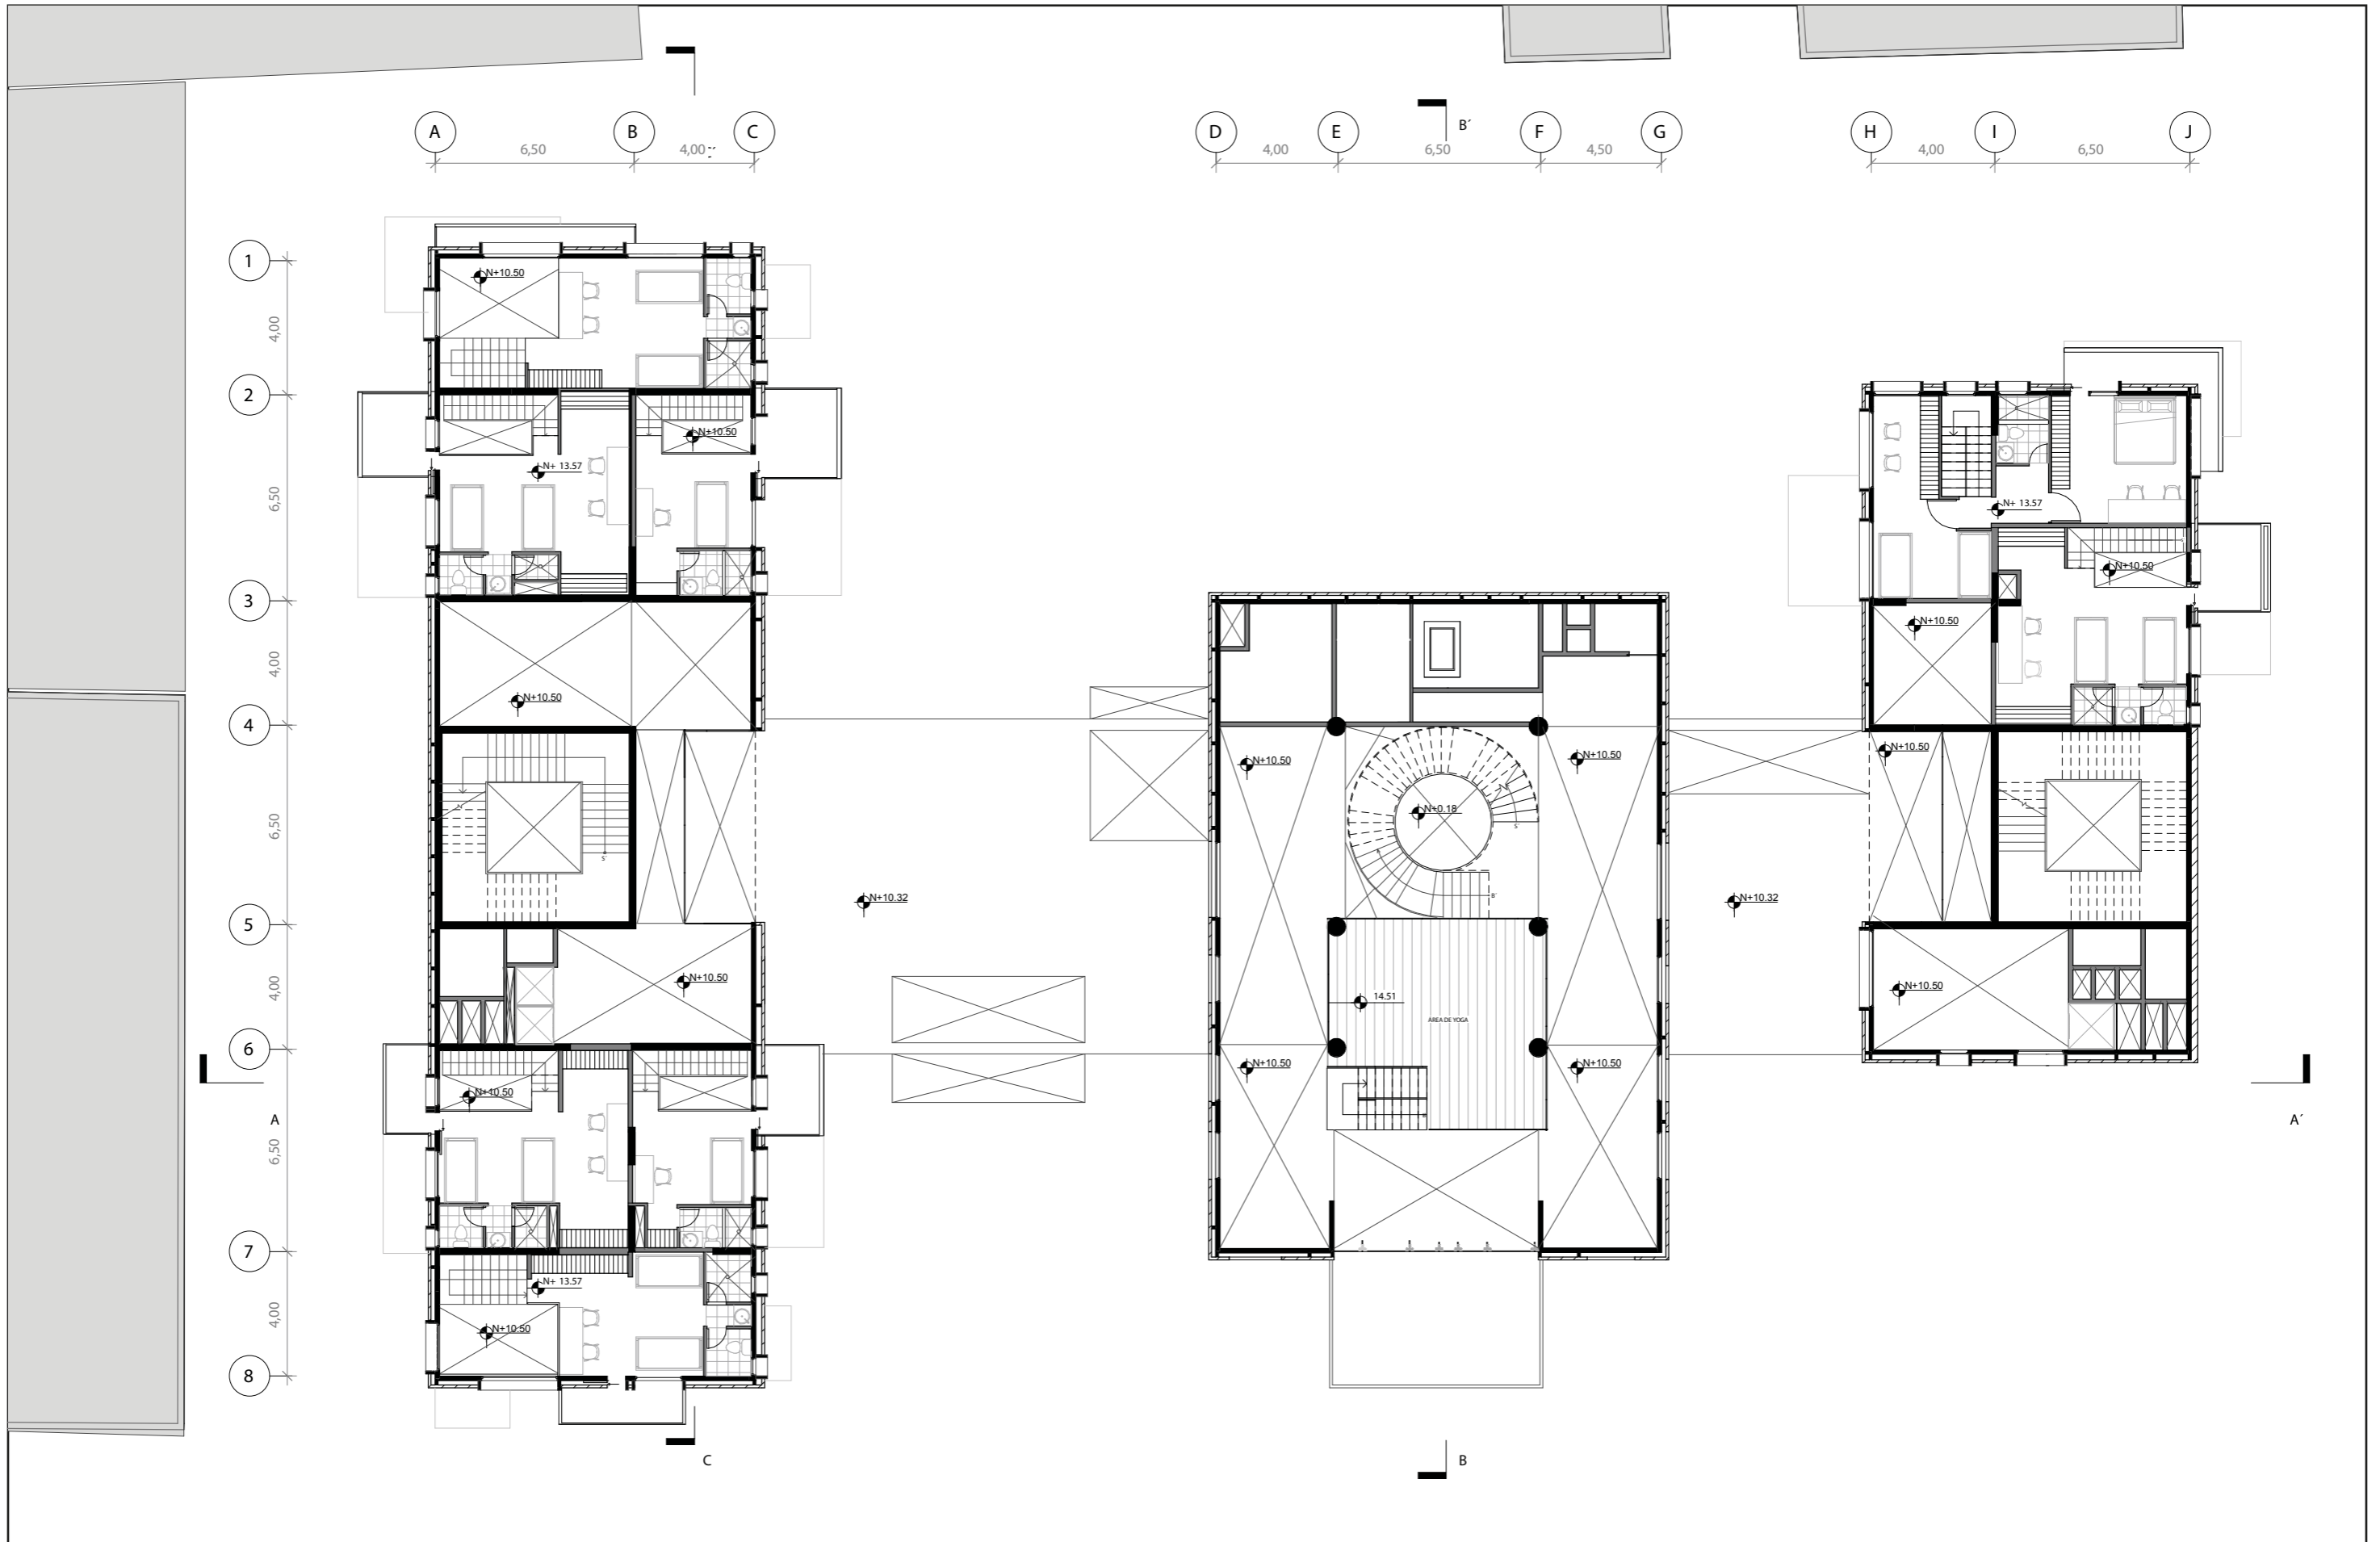 B´
A
B
C
D
E
F
G
H
I
J
6,50
4,00
4,00
6,50
4,50
4,00
6,50
1
N+10.50
4,00
2
N+10.50
N+ 13.57
6,50
N+ 13.57
N+10.50
3
N+10.50
4,00
N+10.50
4
N+10.50
N+10.50
N+10.50
N+0.18
6,50
S´
S´
B´
N+10.32
N+10.32
5
N+10.50
4,00
N+10.50
14.51
AREA DE YOGA
6
N+10.50
N+10.50
N+10.50
A
A´
6,50
7
N+ 13.57
4,00
N+10.50
8
C
B